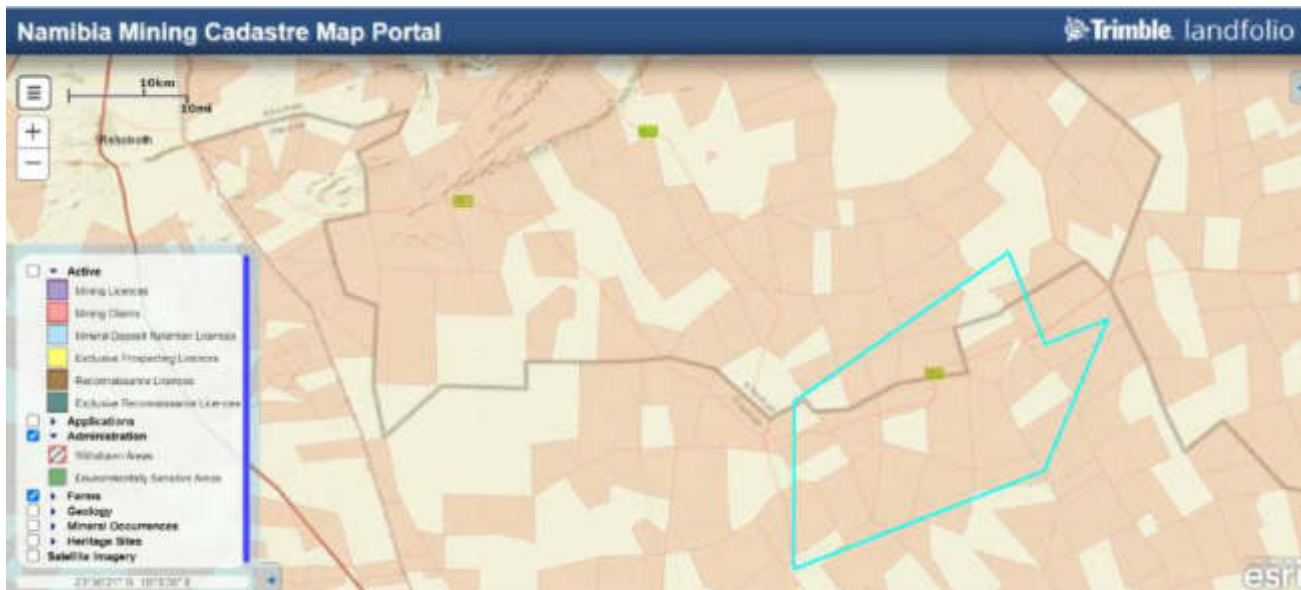 Namibia Mining Cadastre Map Portal
Trimble. landfolio
10km
10mi
Rehoboth
Active
Mining Licences
Mining Claims
Mineral Deposit Retention Licences
Exclusive Prospecting Licences
Reconnaissance Licences
Exclusive Reconnaissance Licences
Applications
Administration
Withdrawn Areas
Environmentally Sensitive Areas
Farms
Geology
Mineral Occurrences
Heritage Sites
Satellite Imagery
esri